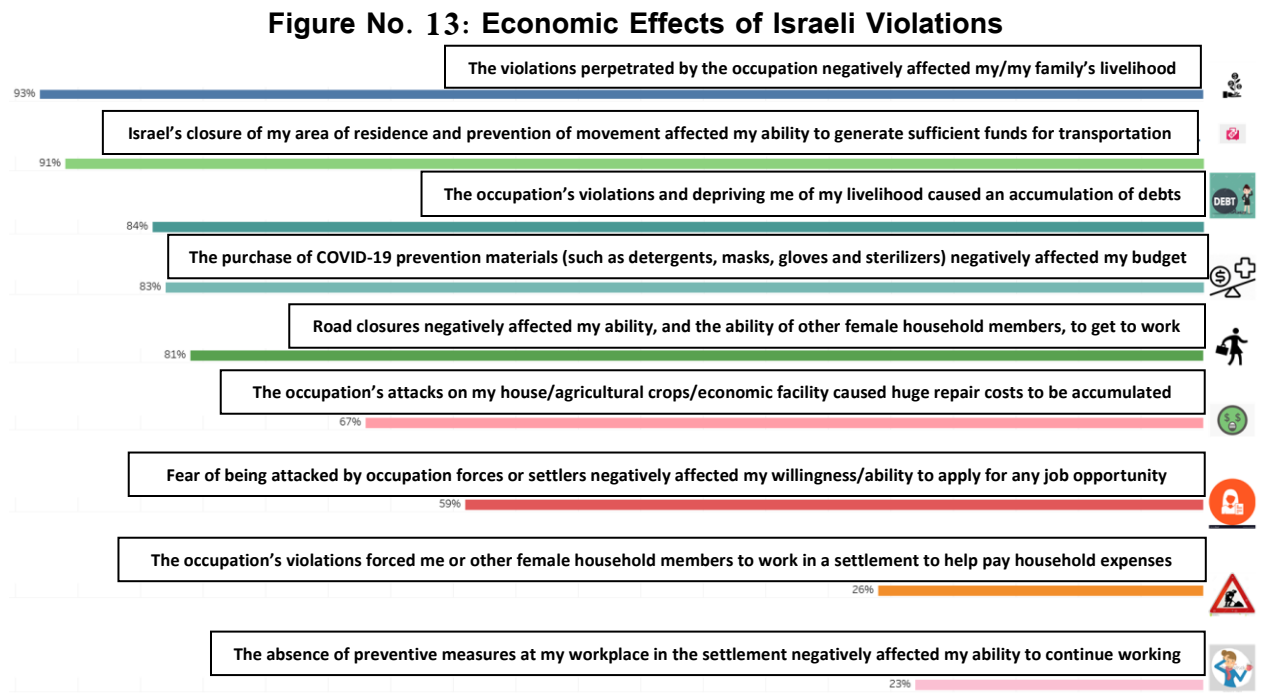 Figure No. 13: Economic Effects of Israeli Violations
The violations perpetrated by the occupation negatively affected my/my family's livelihood
93%
Israel's closure of my area of residence and prevention of movement affected my ability to generate sufficient funds for transportation
91%
The occupation's violations and depriving me of my livelihood caused an accumulation of debts
DEBT
84%
The purchase of COVID-19 prevention materials (such as detergents, masks, gloves and sterilizers) negatively affected my budget
83%
Road closures negatively affected my ability, and the ability of other female household members, to get to work
81%
The occupation's attacks on my house/agricultural crops/economic facility caused huge repair costs to be accumulated
67%
Fear of being attacked by occupation forces or settlers negatively affected my willingness/ability to apply for any job opportunity
59%
The occupation's violations forced me or other female household members to work in a settlement to help pay household expenses
26%
The absence of preventive measures at my workplace in the settlement negatively affected my ability to continue working
23%